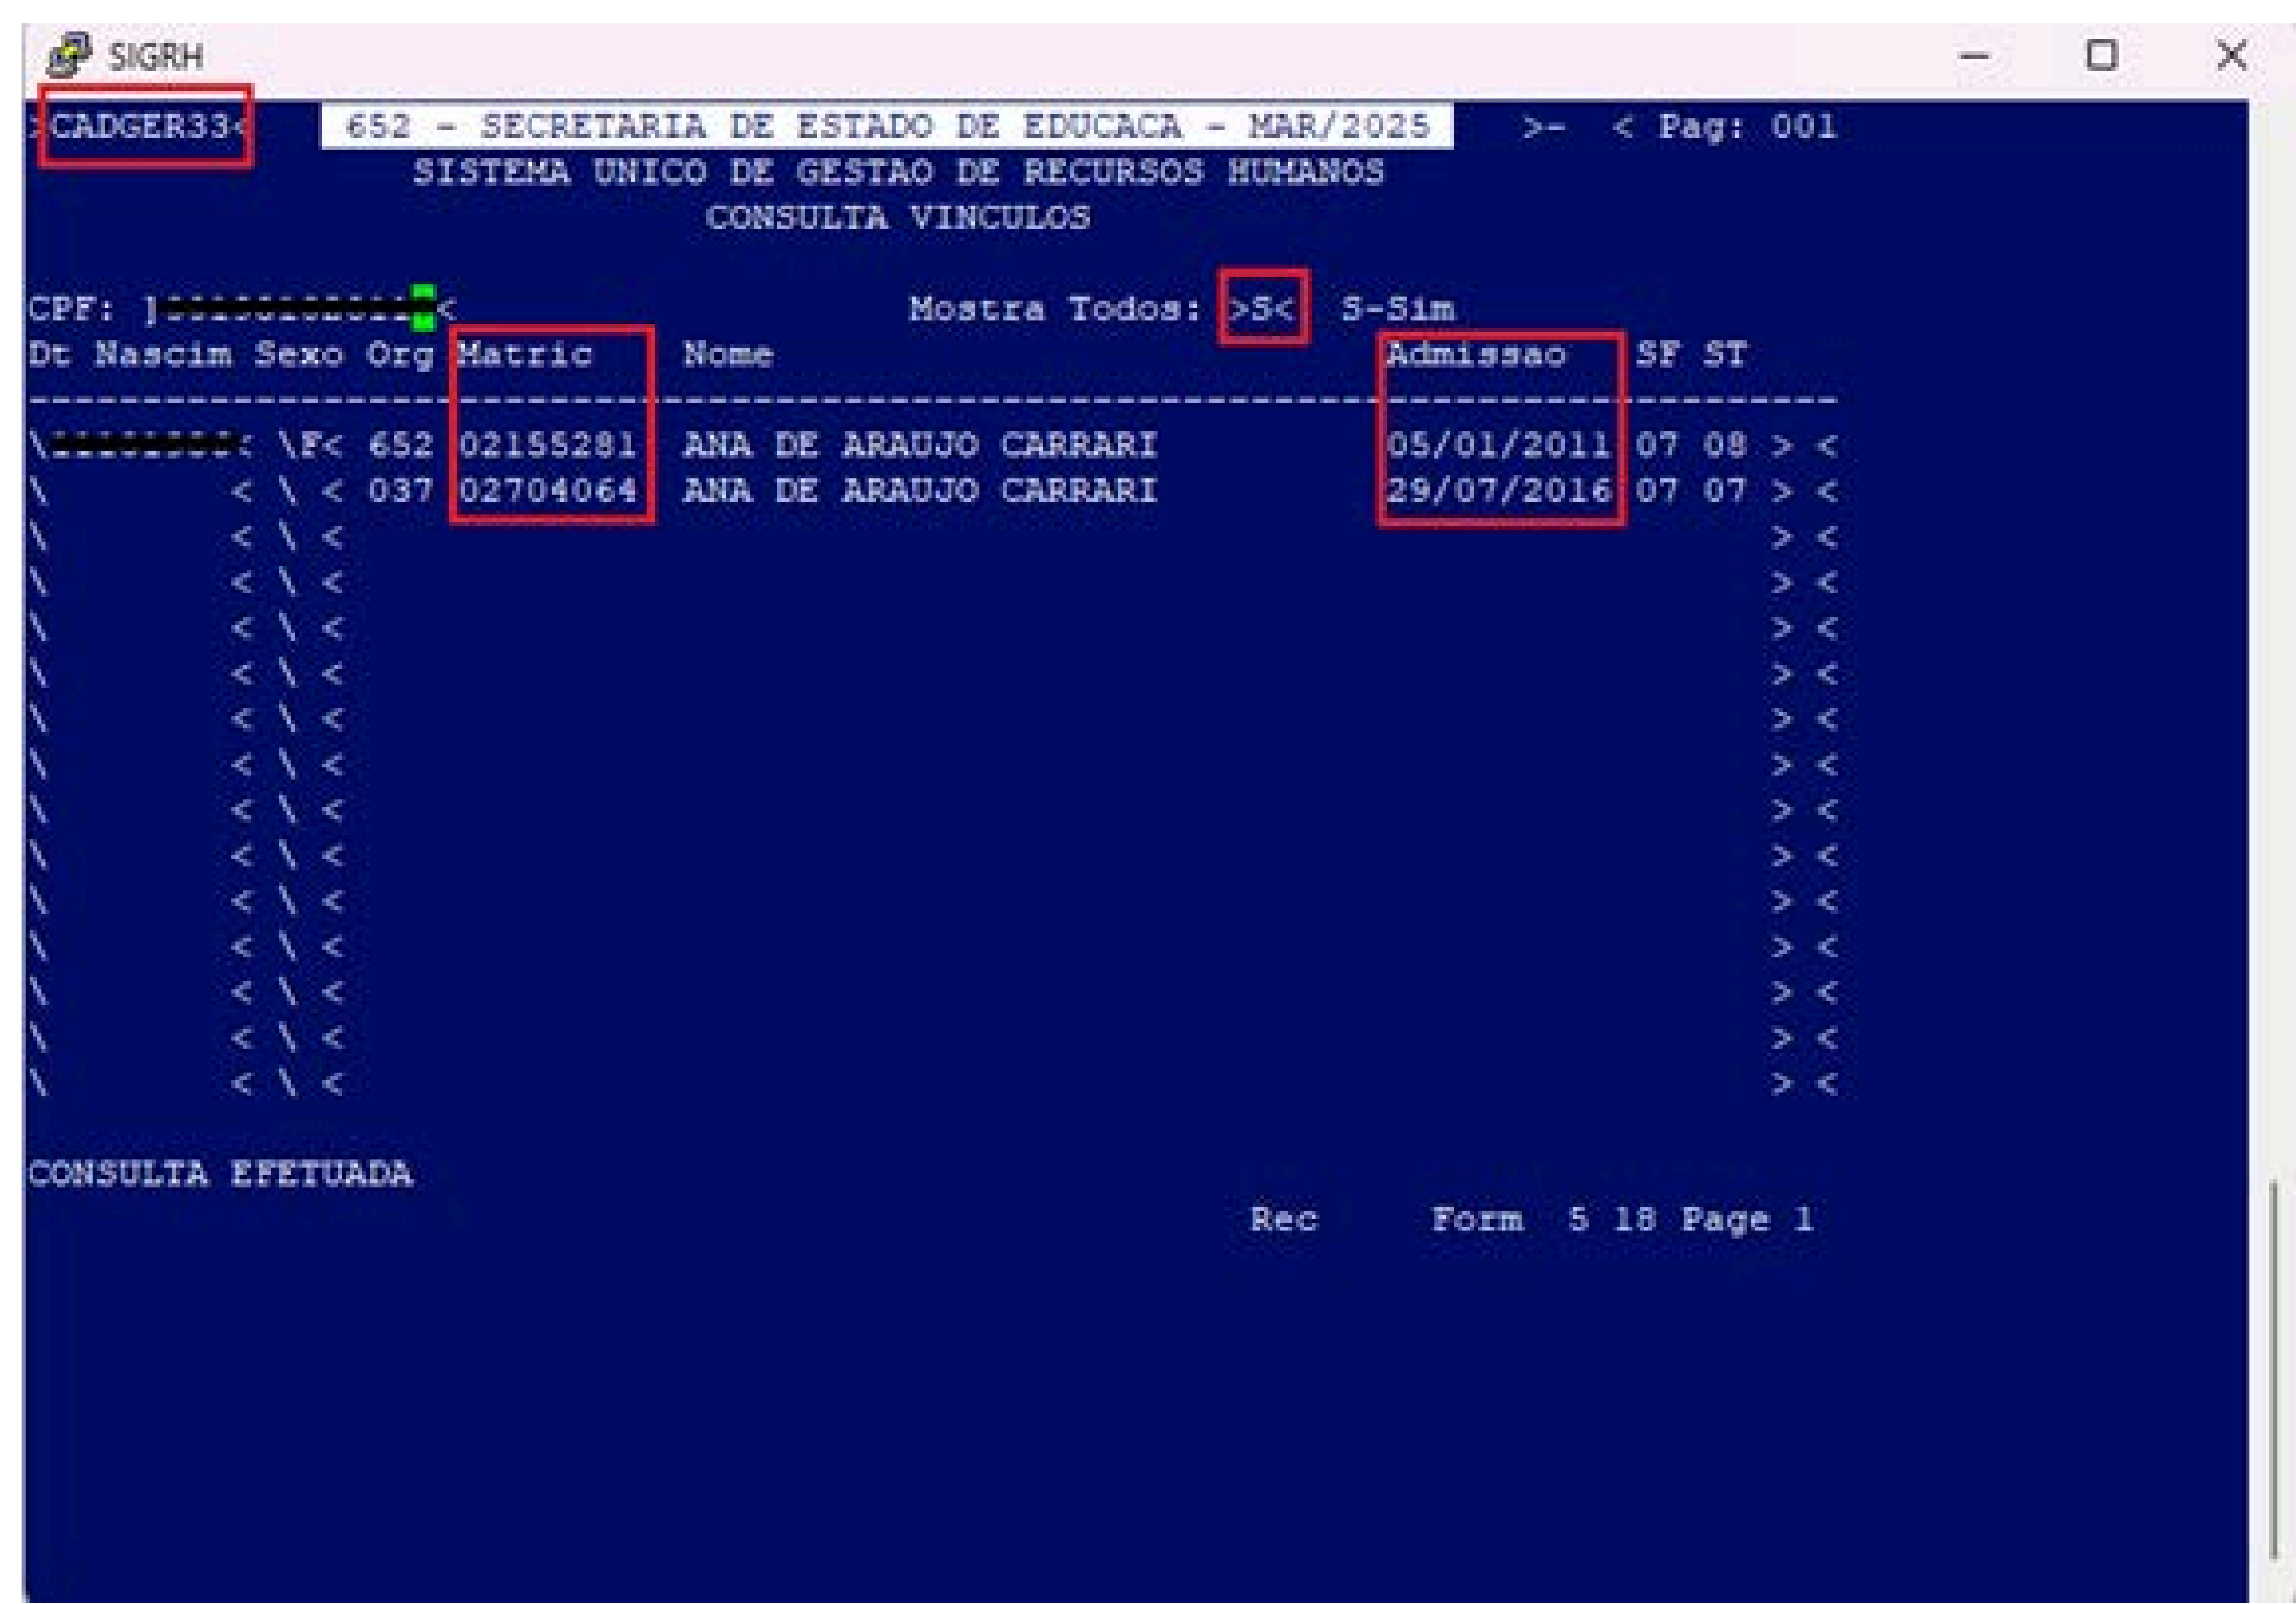 SIGRH
>CADGER33< 652 - SECRETARIA DE ESTADO DE EDUCACA - MAR/2025 >- < Pag: 001
SISTEMA UNICO DE GESTAO DE RECURSOS HUMANOS
CONSULTA VINCULOS
CPF: ] < Mostra Todos: >S< S-Sim
Dt Nascim Sexo Org Matric Nome Admissao SF ST
--------------------------------------------------------------------------------
\ < \F< 652 02155281 ANA DE ARAUJO CARRARI 05/01/2011 07 08 > <
\ < \ < 037 02704064 ANA DE ARAUJO CARRARI 29/07/2016 07 07 > <
\ < \ < > <
\ < \ < > <
\ < \ < > <
\ < \ < > <
\ < \ < > <
\ < \ < > <
\ < \ < > <
\ < \ < > <
\ < \ < > <
\ < \ < > <
\ < \ < > <
\ < \ < > <
\ < \ < > <
CONSULTA EFETUADA
Rec Form 5 18 Page 1